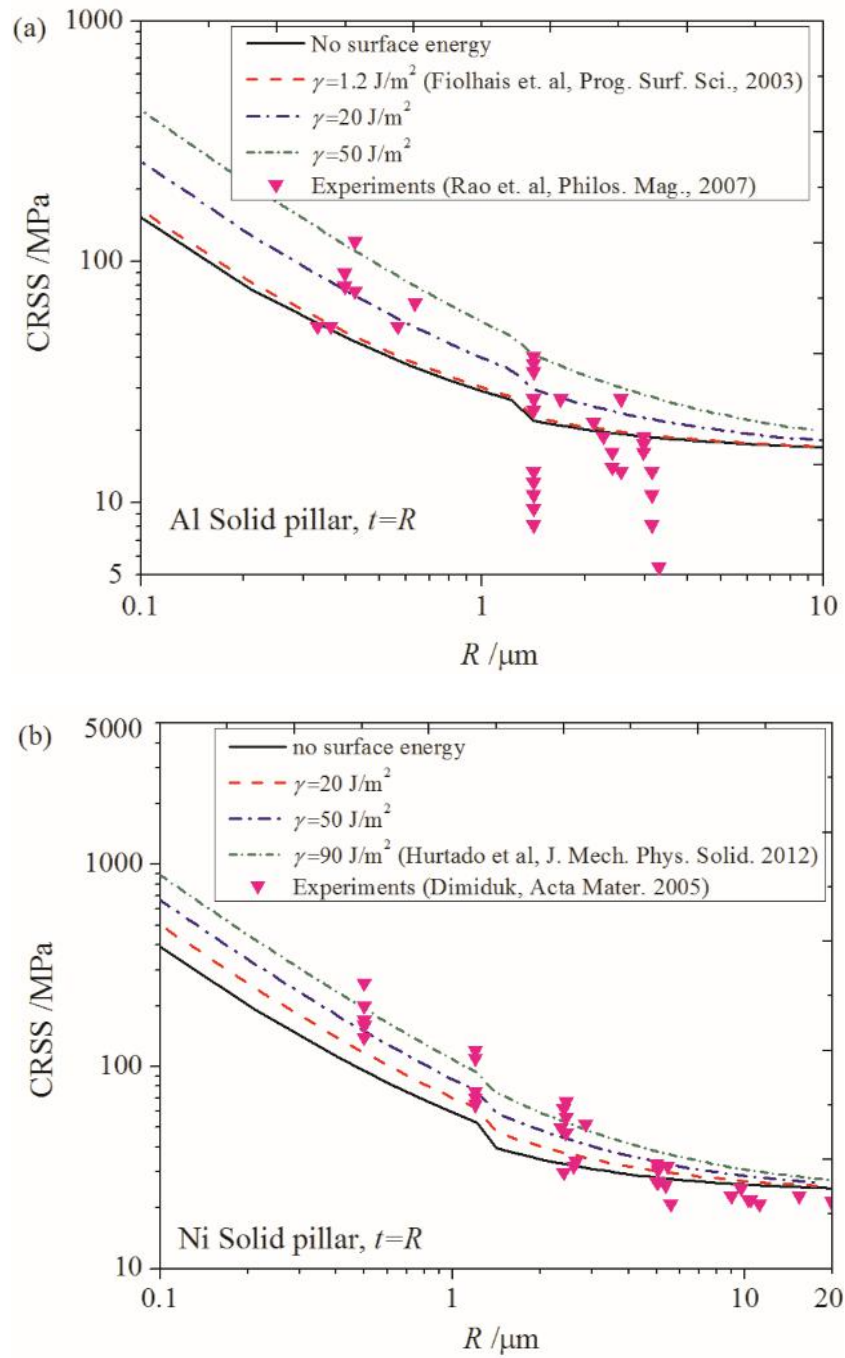 (a)
1000
No surface energy
γ=1.2 J/m² (Fiolhais et. al, Prog. Surf. Sci., 2003)
γ=20 J/m²
γ=50 J/m²
Experiments (Rao et. al, Philos. Mag., 2007)
100
CRSS /MPa
10
Al Solid pillar, t=R
5
0.1
1
10
R /μm
(b)
5000
no surface energy
γ=20 J/m²
γ=50 J/m²
γ=90 J/m² (Hurtado et al, J. Mech. Phys. Solid. 2012)
Experiments (Dimiduk, Acta Mater. 2005)
1000
CRSS /MPa
100
Ni Solid pillar, t=R
10
0.1
1
10
20
R /μm